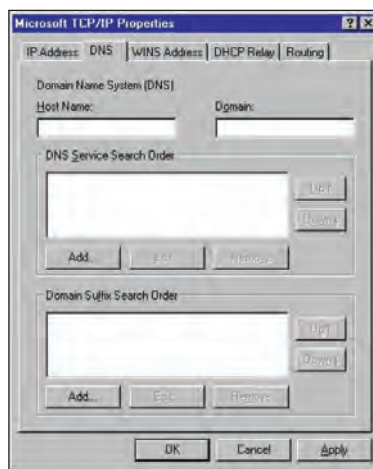 Microsoft TCP/IP Properties
IP Address DNS WINS Address DHCP Relay Routing
Domain Name System (DNS)
Host Name: Domain:
DNS Service Search Order
Up↑
Down↓
Add... Edit... Remove
Domain Suffix Search Order
Up↑
Down↓
Add... Edit... Remove
OK Cancel Apply